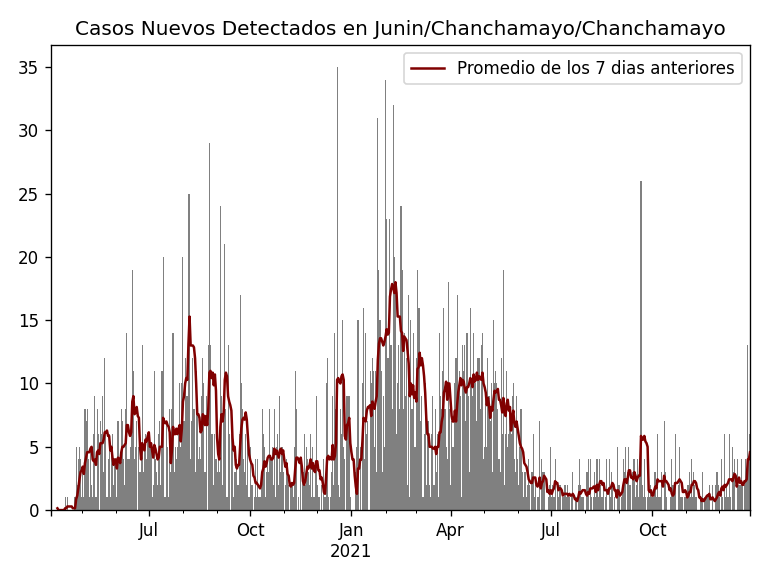 Casos Nuevos Detectados en Junin/Chanchamayo/Chanchamayo
Promedio de los 7 dias anteriores
35
30
25
20
15
10
5
0
Jul
Oct
Jan
2021
Apr
Jul
Oct